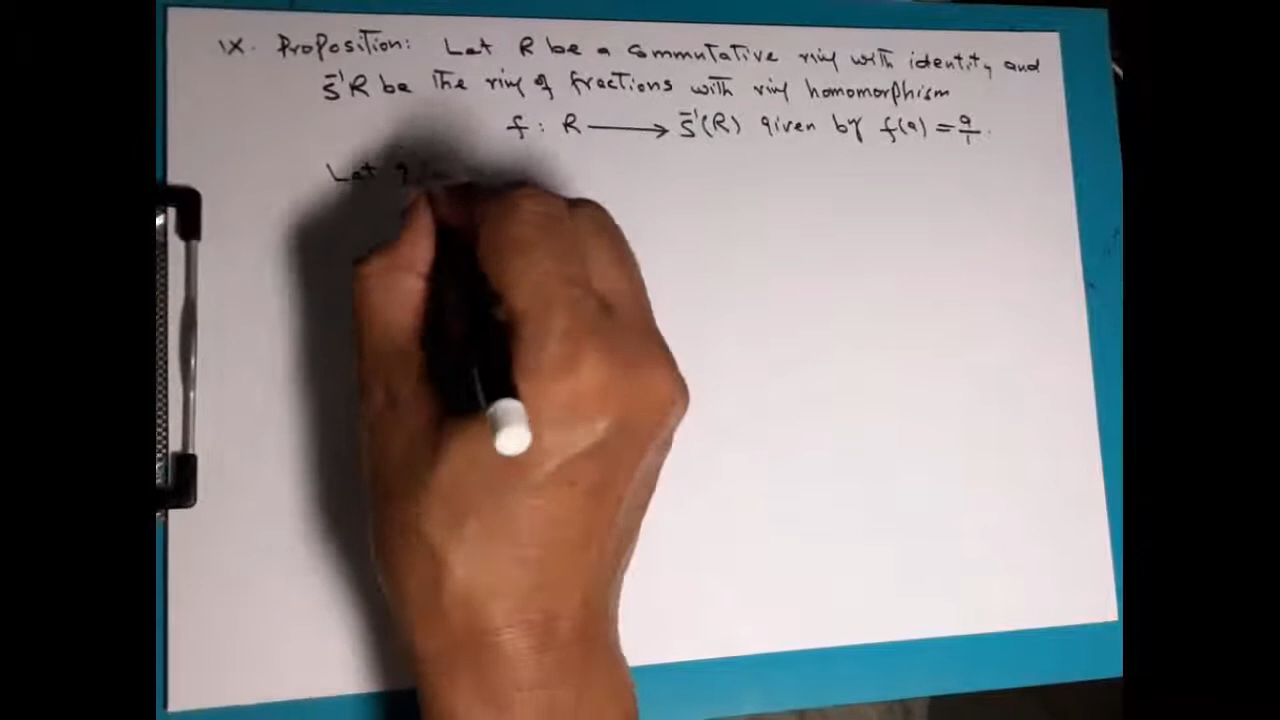 IX. Proposition: Let R be a commutative ring with identity and
S⁻¹R be the ring of fractions with ring homomorphism
f : R ⟶ S⁻¹(R) given by f(a) = a/1.
Let